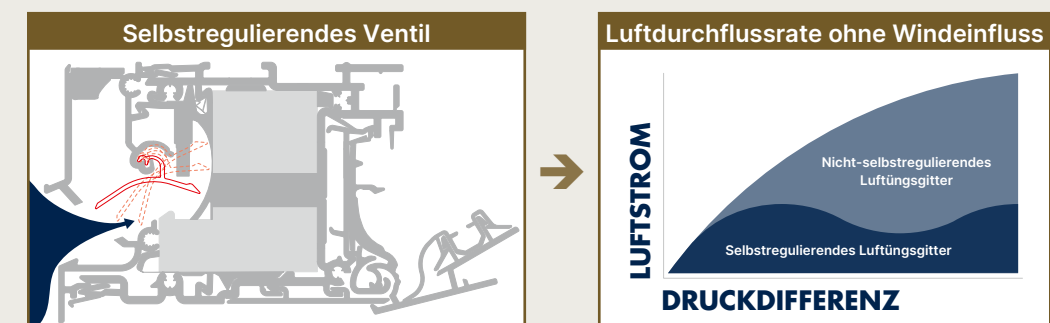 Selbstregulierendes Ventil
Luftdurchflussrate ohne Windeinfluss
LUFTSTROM
Nicht-selbstregulierendes
Luftüngsgitter
Selbstregulierendes Luftüngsgitter
DRUCKDIFFERENZ